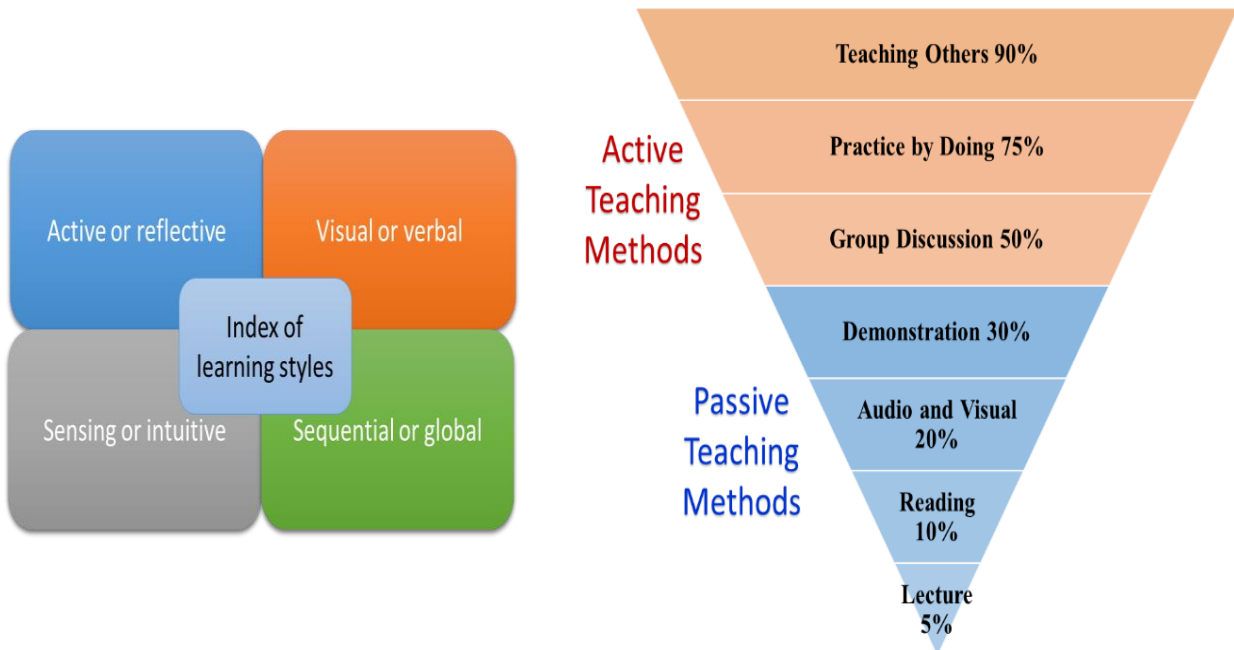 Active or reflective
Visual or verbal
Index of
learning styles
Sensing or intuitive
Sequential or global
Active
Teaching
Methods
Passive
Teaching
Methods
Teaching Others 90%
Practice by Doing 75%
Group Discussion 50%
Demonstration 30%
Audio and Visual
20%
Reading
10%
Lecture
5%